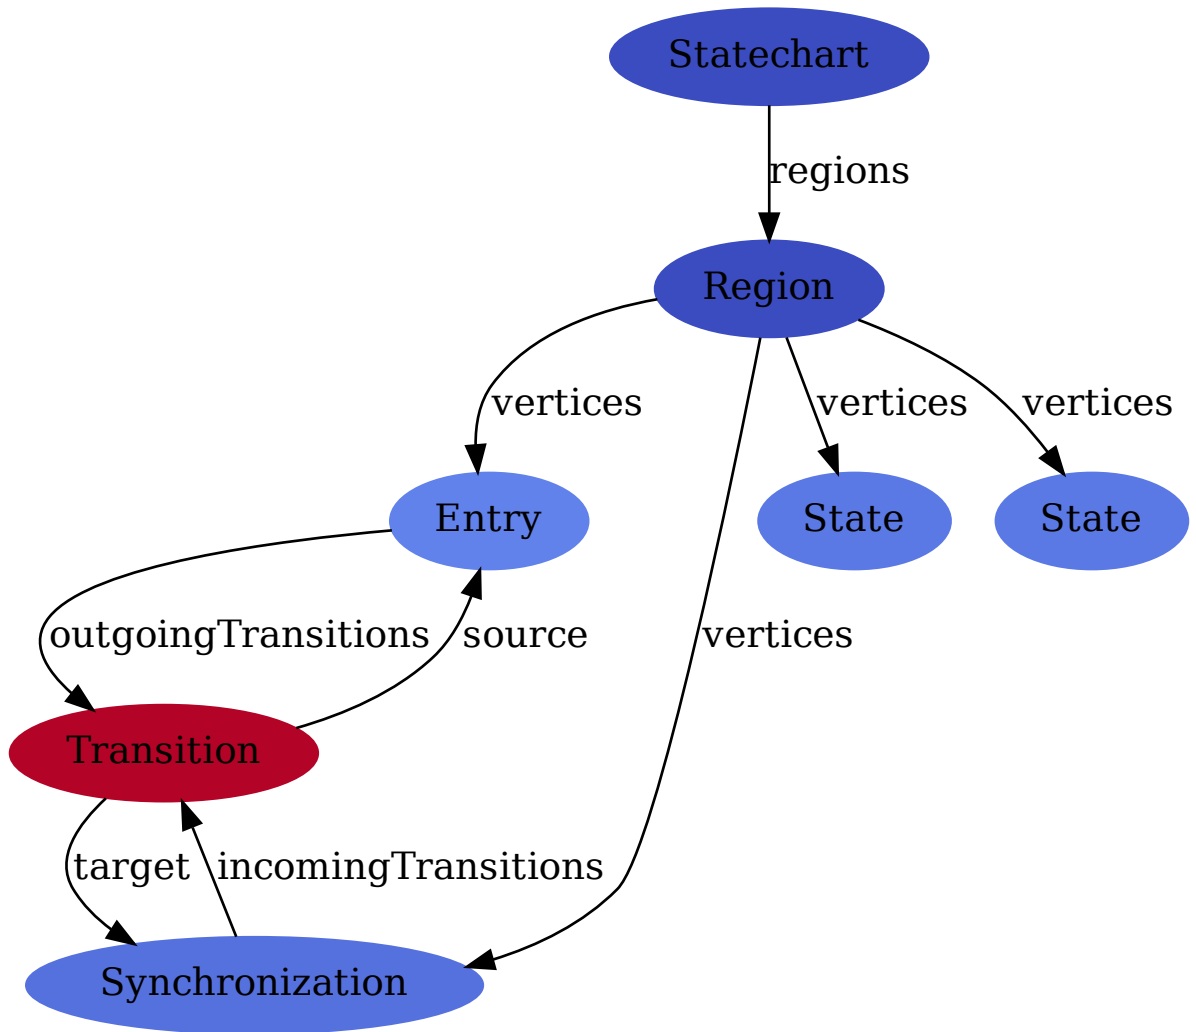 Statechart
regions
Region
vertices
vertices
vertices
Entry
State
State
outgoingTransitions
source
vertices
Transition
target
incomingTransitions
Synchronization